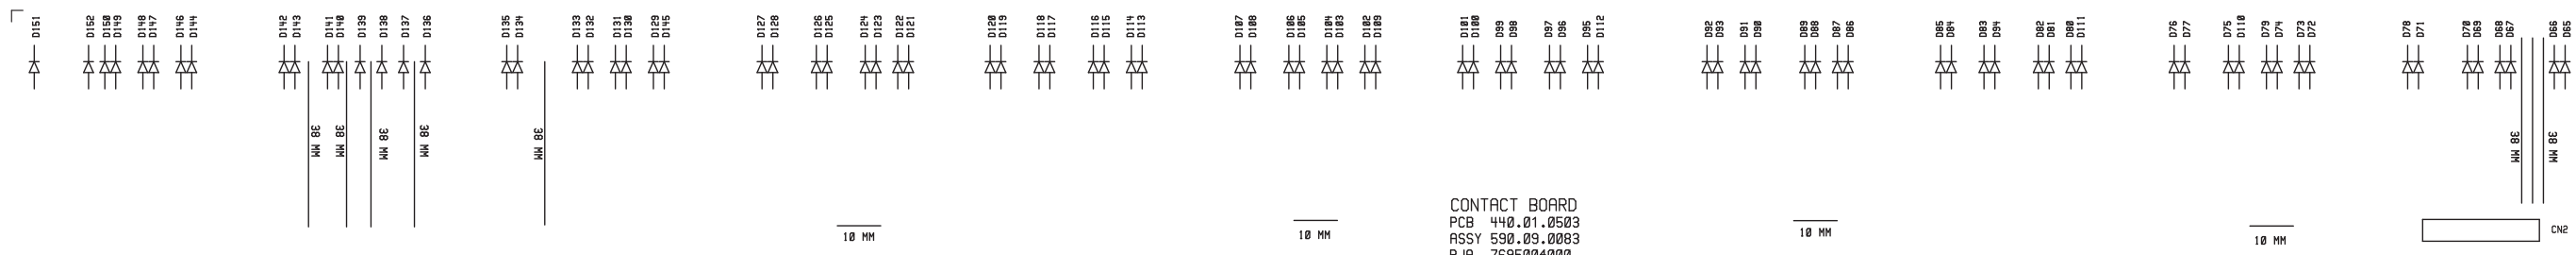 D151 D152 D150 D149 D148 D147 D146 D144 D142 D143 D141 D140 D139 D138 D137 D136 D135 D134 D133 D132 D131 D130 D129 D145 D127 D128 D126 D125 D124 D123 D122 D121 D120 D119 D118 D117 D116 D115 D114 D113 D107 D108 D106 D105 D104 D103 D102 D109 D101 D100 D99 D98 D97 D96 D95 D112 D92 D93 D91 D90 D89 D88 D87 D86 D85 D84 D83 D94 D82 D81 D80 D111 D76 D77 D75 D110 D79 D74 D73 D72 D78 D71 D70 D69 D68 D67 D66 D65
38 MM
38 MM
38 MM
38 MM
38 MM
38 MM
38 MM
10 MM
10 MM
CONTACT BOARD
PCB 440.01.0503
ASSY 590.09.0083
10 MM
10 MM
CN2